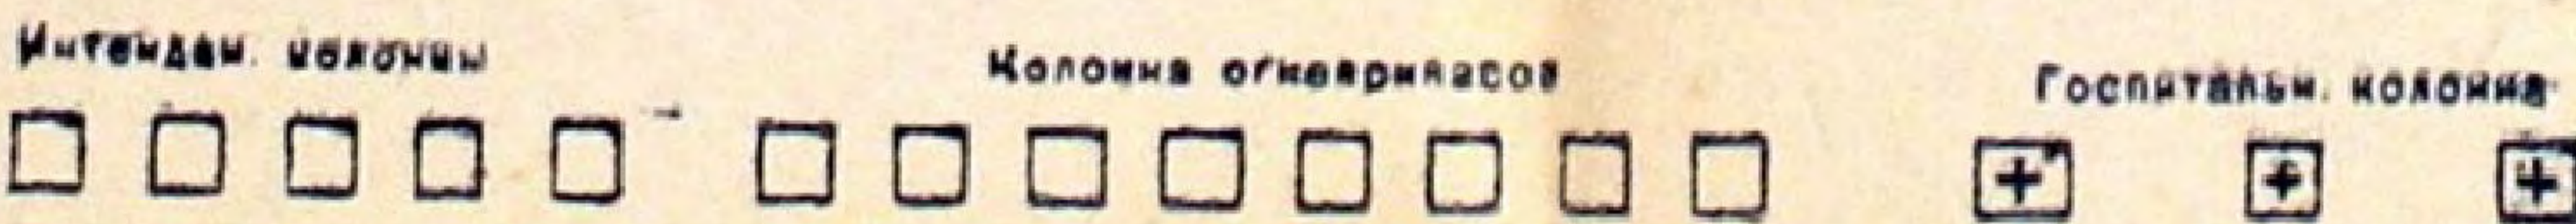 Интендан. колонны
Колонна огнеприпасов
Госпитальн. колонна